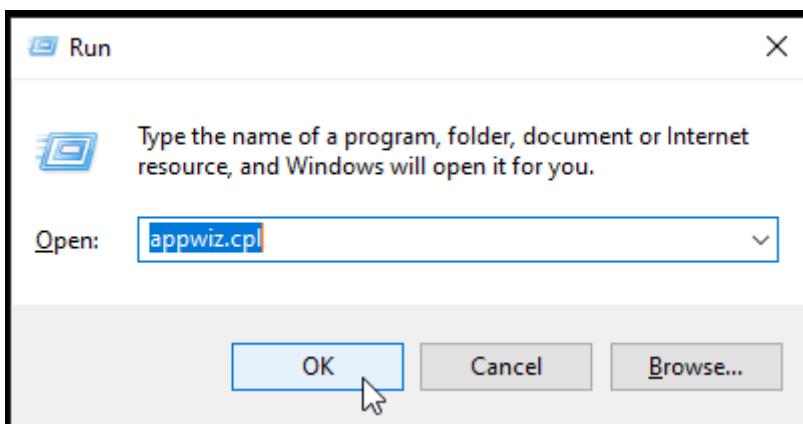 Run
Type the name of a program, folder, document or Internet
resource, and Windows will open it for you.
Open: appwiz.cpl
OK Cancel Browse...